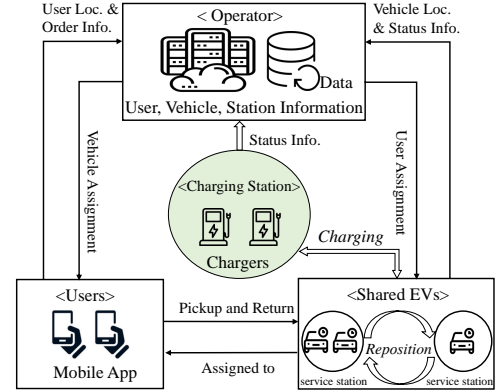 User Loc. &
Order Info.
< Operator>
Vehicle Loc.
& Status Info.
Data
User, Vehicle, Station Information
Vehicle Assignment
Status Info.
User Assignment
<Charging Station>
Chargers
Charging
<Users>
Mobile App
Pickup and Return
Assigned to
<Shared EVs>
Reposition
service station
service station